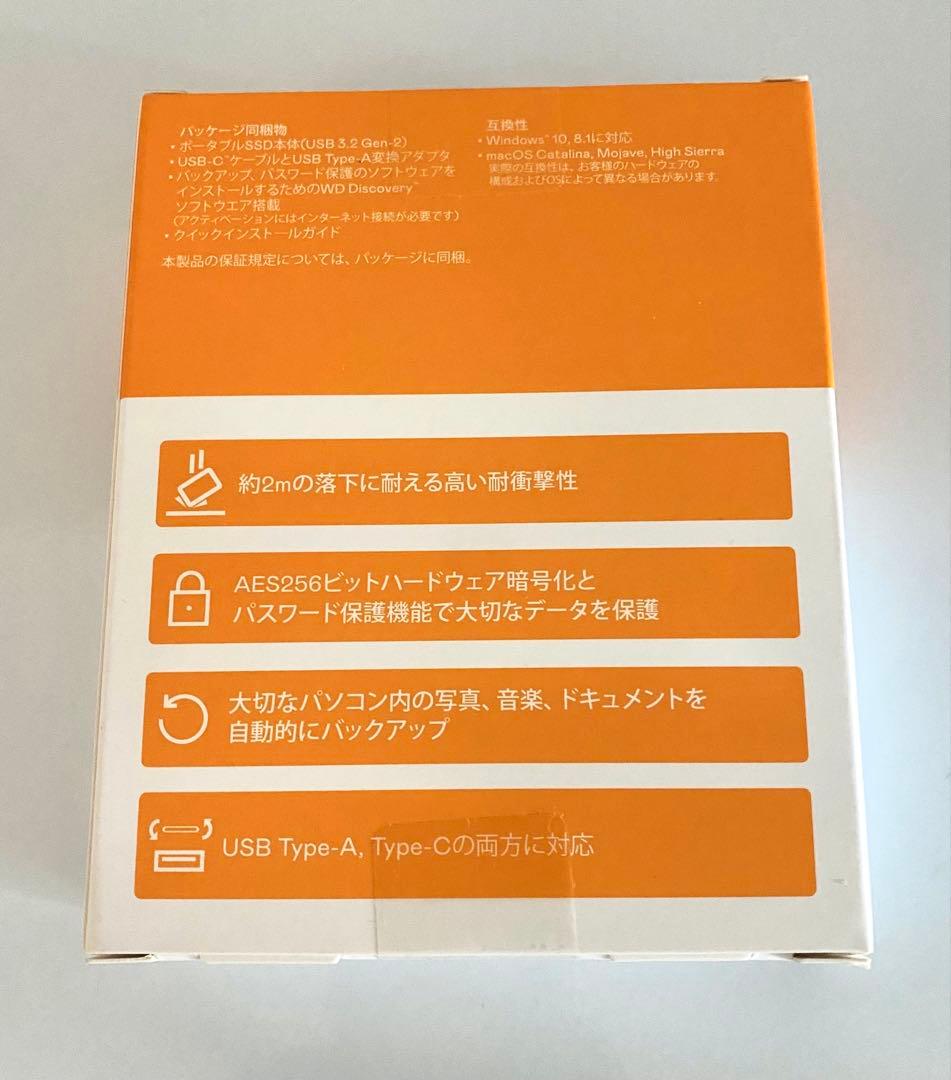 パッケージ同梱物
• ポータブルSSD本体(USB 3.2 Gen-2)
• USB-C™ケーブルとUSB Type-A変換アダプタ
• バックアップ、パスワード保護のソフトウェアを
インストールするためのWD Discovery™
ソフトウエア搭載
(アクティベーションにはインターネット接続が必要です)
• クイックインストールガイド
本製品の保証規定については、パッケージに同梱。
互換性
• Windows® 10, 8.1に対応
• macOS Catalina, Mojave, High Sierra
実際の互換性は、お客様のハードウェアの
構成およびOSによって異なる場合があります。
約2mの落下に耐える高い耐衝撃性
AES256ビットハードウェア暗号化と
パスワード保護機能で大切なデータを保護
大切なパソコン内の写真、音楽、ドキュメントを
自動的にバックアップ
USB Type-A, Type-Cの両方に対応